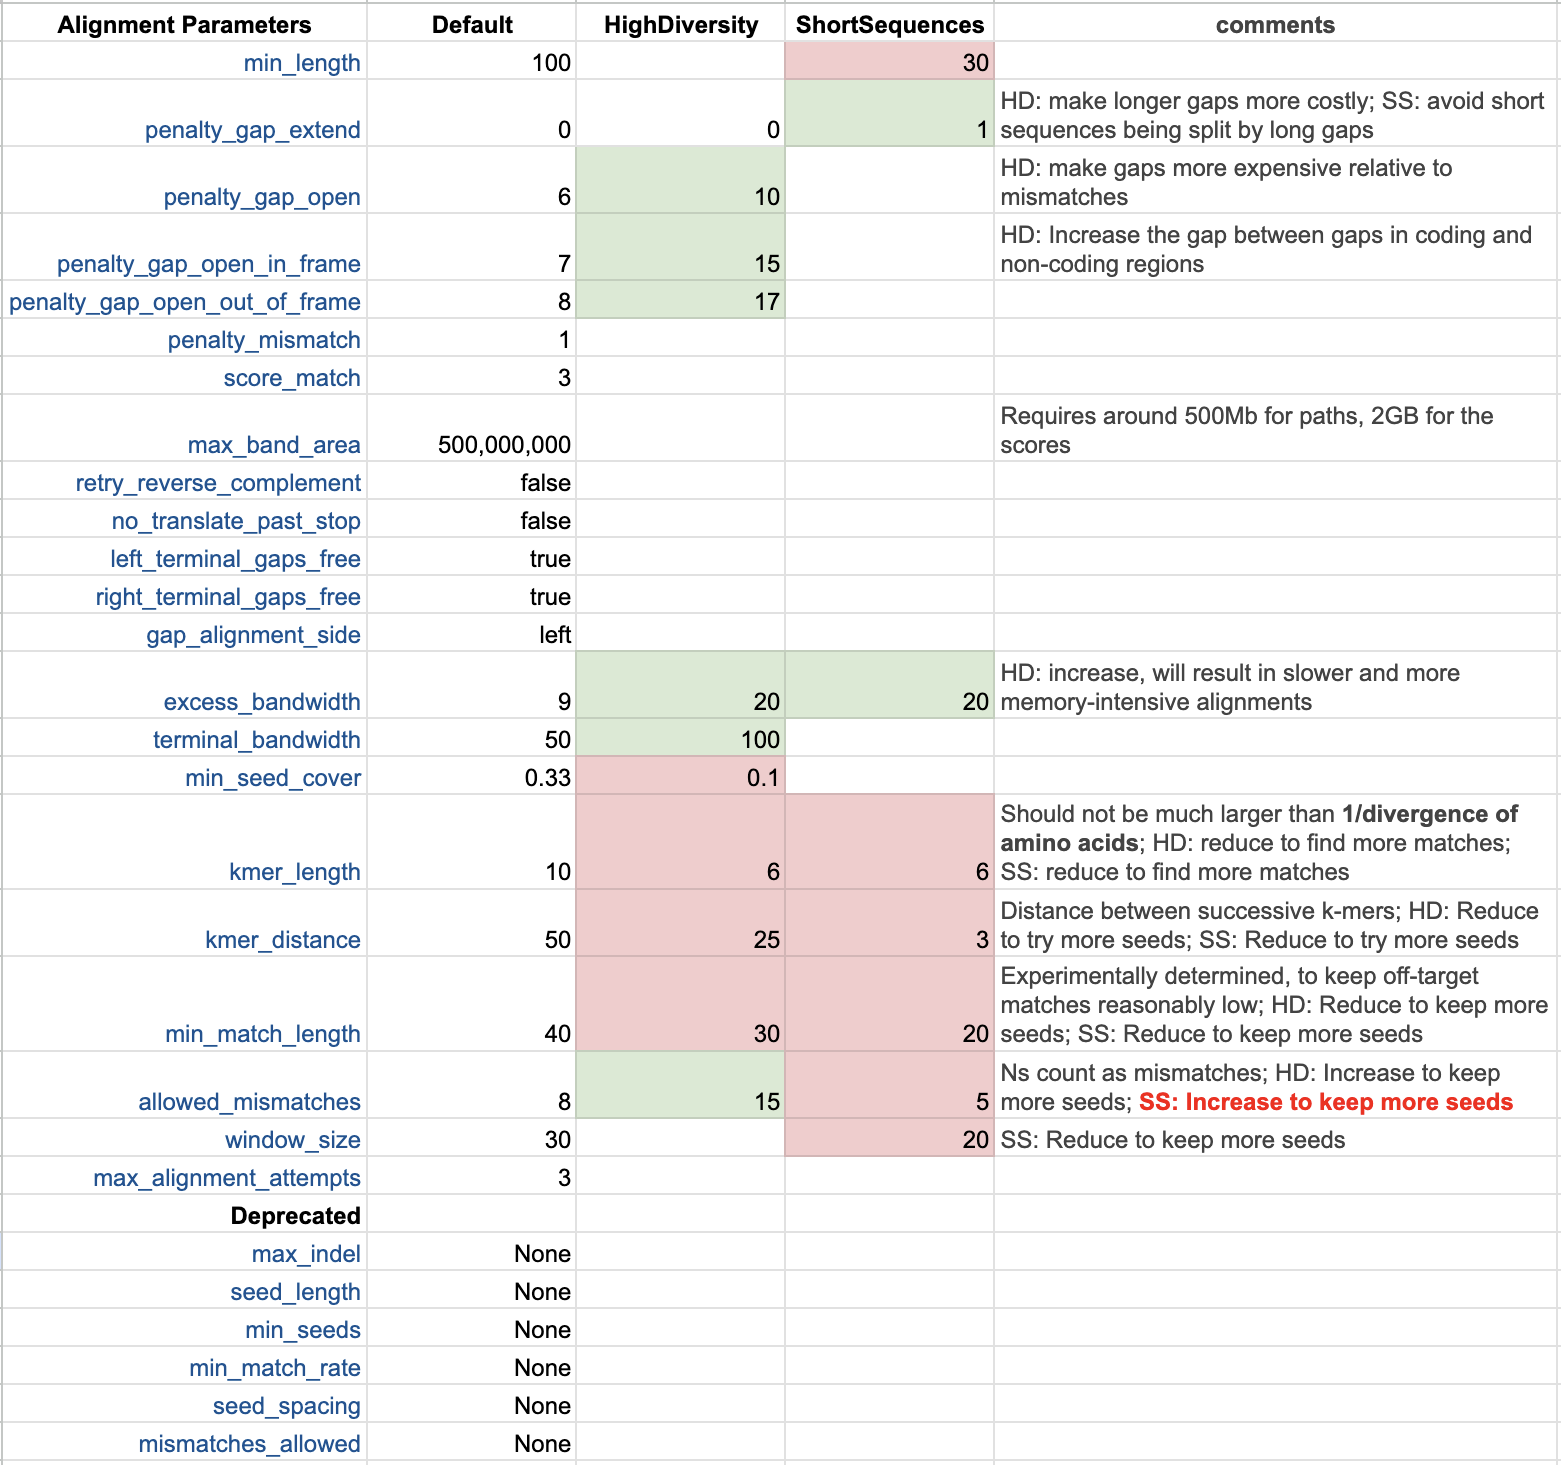 Alignment Parameters Default HighDiversity ShortSequences comments
min_length 100 30
HD: make longer gaps more costly; SS: avoid short
penalty_gap_extend 0 0 1 sequences being split by long gaps
HD: make gaps more expensive relative to
penalty_gap_open 6 10 mismatches
HD: Increase the gap between gaps in coding and
penalty_gap_open_in_frame 7 15 non-coding regions
penalty_gap_open_out_of_frame 8 17
penalty_mismatch 1
score_match 3
Requires around 500Mb for paths, 2GB for the
max_band_area 500,000,000 scores
retry_reverse_complement false
no_translate_past_stop false
left_terminal_gaps_free true
right_terminal_gaps_free true
gap_alignment_side left
HD: increase, will result in slower and more
excess_bandwidth 9 20 20 memory-intensive alignments
terminal_bandwidth 50 100
min_seed_cover 0.33 0.1
Should not be much larger than 1/divergence of
amino acids; HD: reduce to find more matches;
kmer_length 10 6 6 SS: reduce to find more matches
Distance between successive k-mers; HD: Reduce
kmer_distance 50 25 3 to try more seeds; SS: Reduce to try more seeds
Experimentally determined, to keep off-target
matches reasonably low; HD: Reduce to keep more
min_match_length 40 30 20 seeds; SS: Reduce to keep more seeds
Ns count as mismatches; HD: Increase to keep
allowed_mismatches 8 15 5 more seeds; SS: Increase to keep more seeds
window_size 30 20 SS: Reduce to keep more seeds
max_alignment_attempts 3
Deprecated
max_indel None
seed_length None
min_seeds None
min_match_rate None
seed_spacing None
mismatches_allowed None